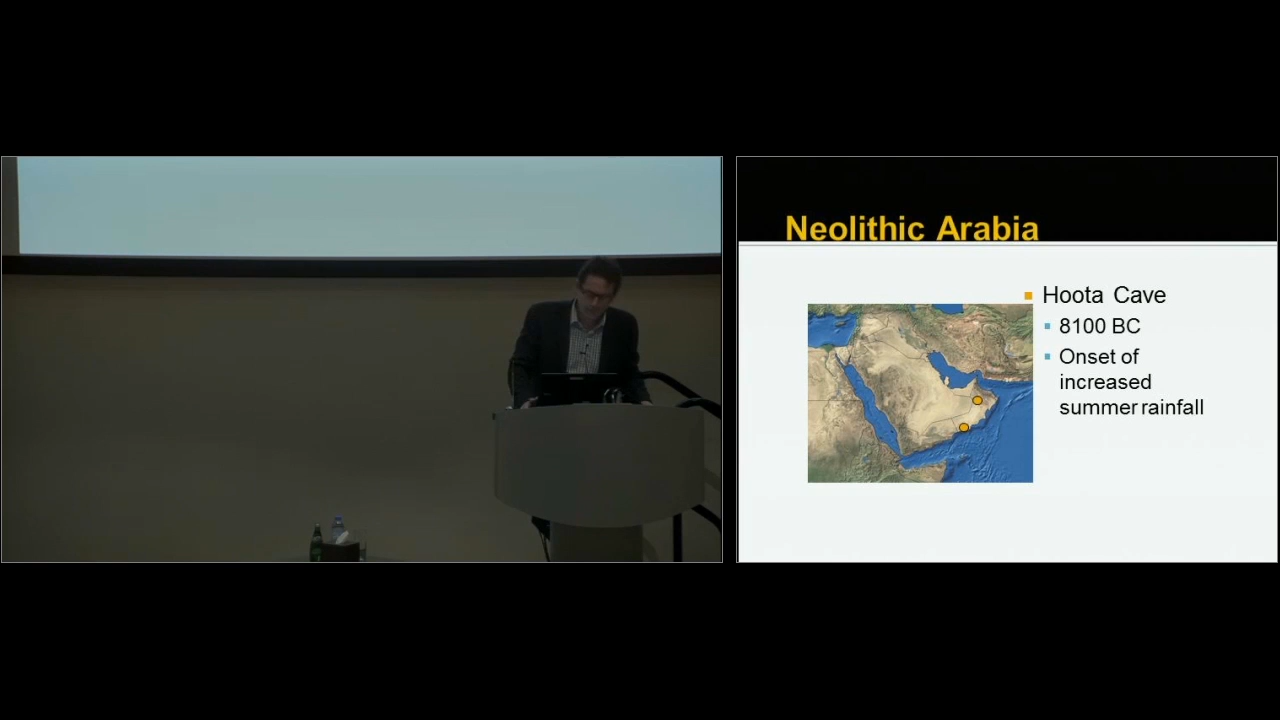 Neolithic Arabia
Hoota Cave
8100 BC
Onset of
increased
summer rainfall